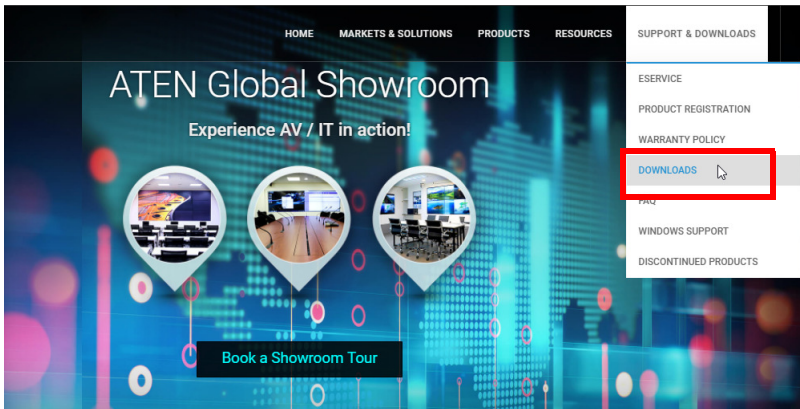 HOME MARKETS & SOLUTIONS PRODUCTS RESOURCES SUPPORT & DOWNLOADS
ATEN Global Showroom
Experience AV / IT in action!
Book a Showroom Tour
ESERVICE
PRODUCT REGISTRATION
WARRANTY POLICY
DOWNLOADS
FAQ
WINDOWS SUPPORT
DISCONTINUED PRODUCTS